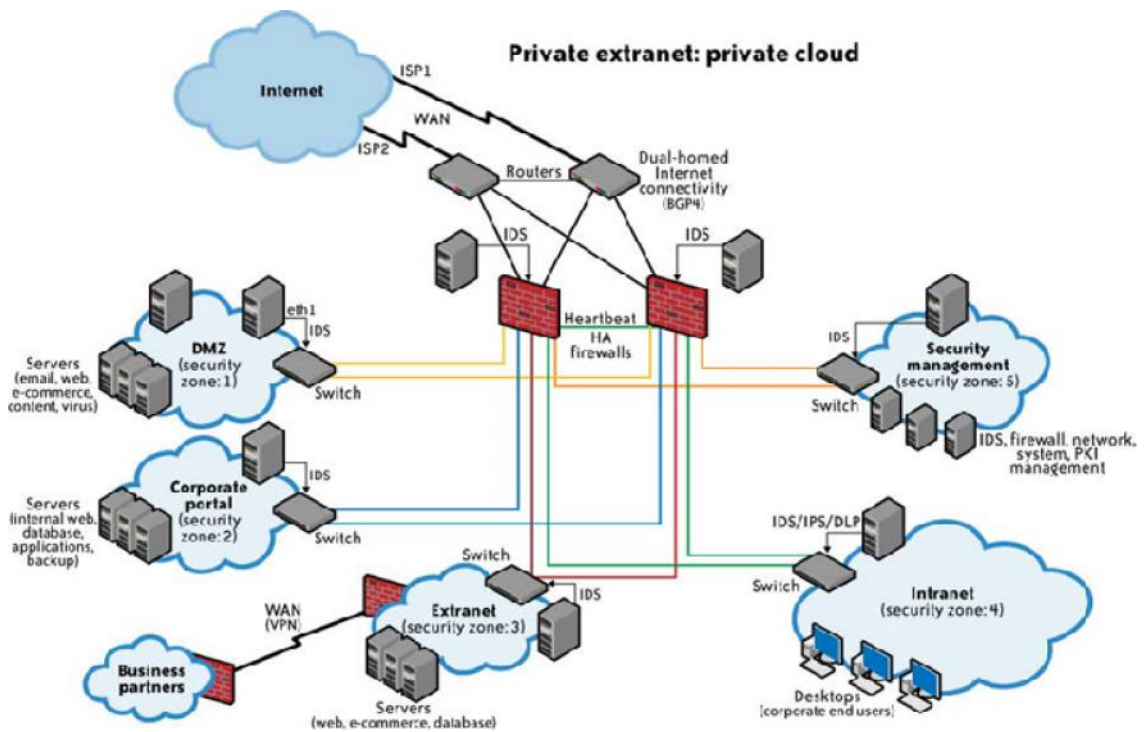 Private extranet: private cloud
ISP1
Internet
WAN
ISP2
Routers
Dual-homed
Internet
connectivity
(BGP4)
IDS
IDS
Heartbeat
HA
firewalls
eth1
IDS
DMZ
(security
zone: 1)
Servers
(email, web,
e-commerce,
content, virus)
Switch
IDS
Security
management
(security zone: 5)
Switch
IDS, firewall, network,
system, PKI
management
IDS
Corporate
portal
(security
zone: 2)
Servers
(internal web,
database,
applications,
backup)
Switch
IDS/IPS/DLP
Switch
Intranet
(security zone: 4)
Desktops
(corporate end users)
Switch
IDS
Extranet
(security zone: 3)
WAN
(VPN)
Business
partners
Servers
(web, e-commerce, database)